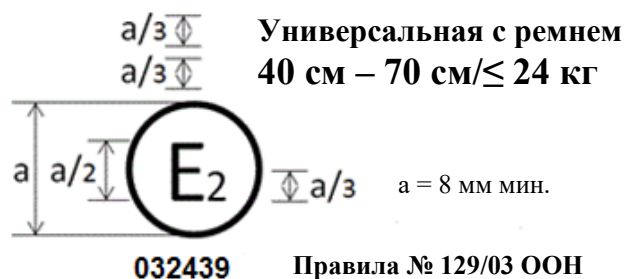 a/3 Универсальная с ремнем
a/3 40 см – 70 см/≤ 24 кг
a a/2 E2 a/3 a = 8 мм мин.
032439 Правила № 129/03 ООН